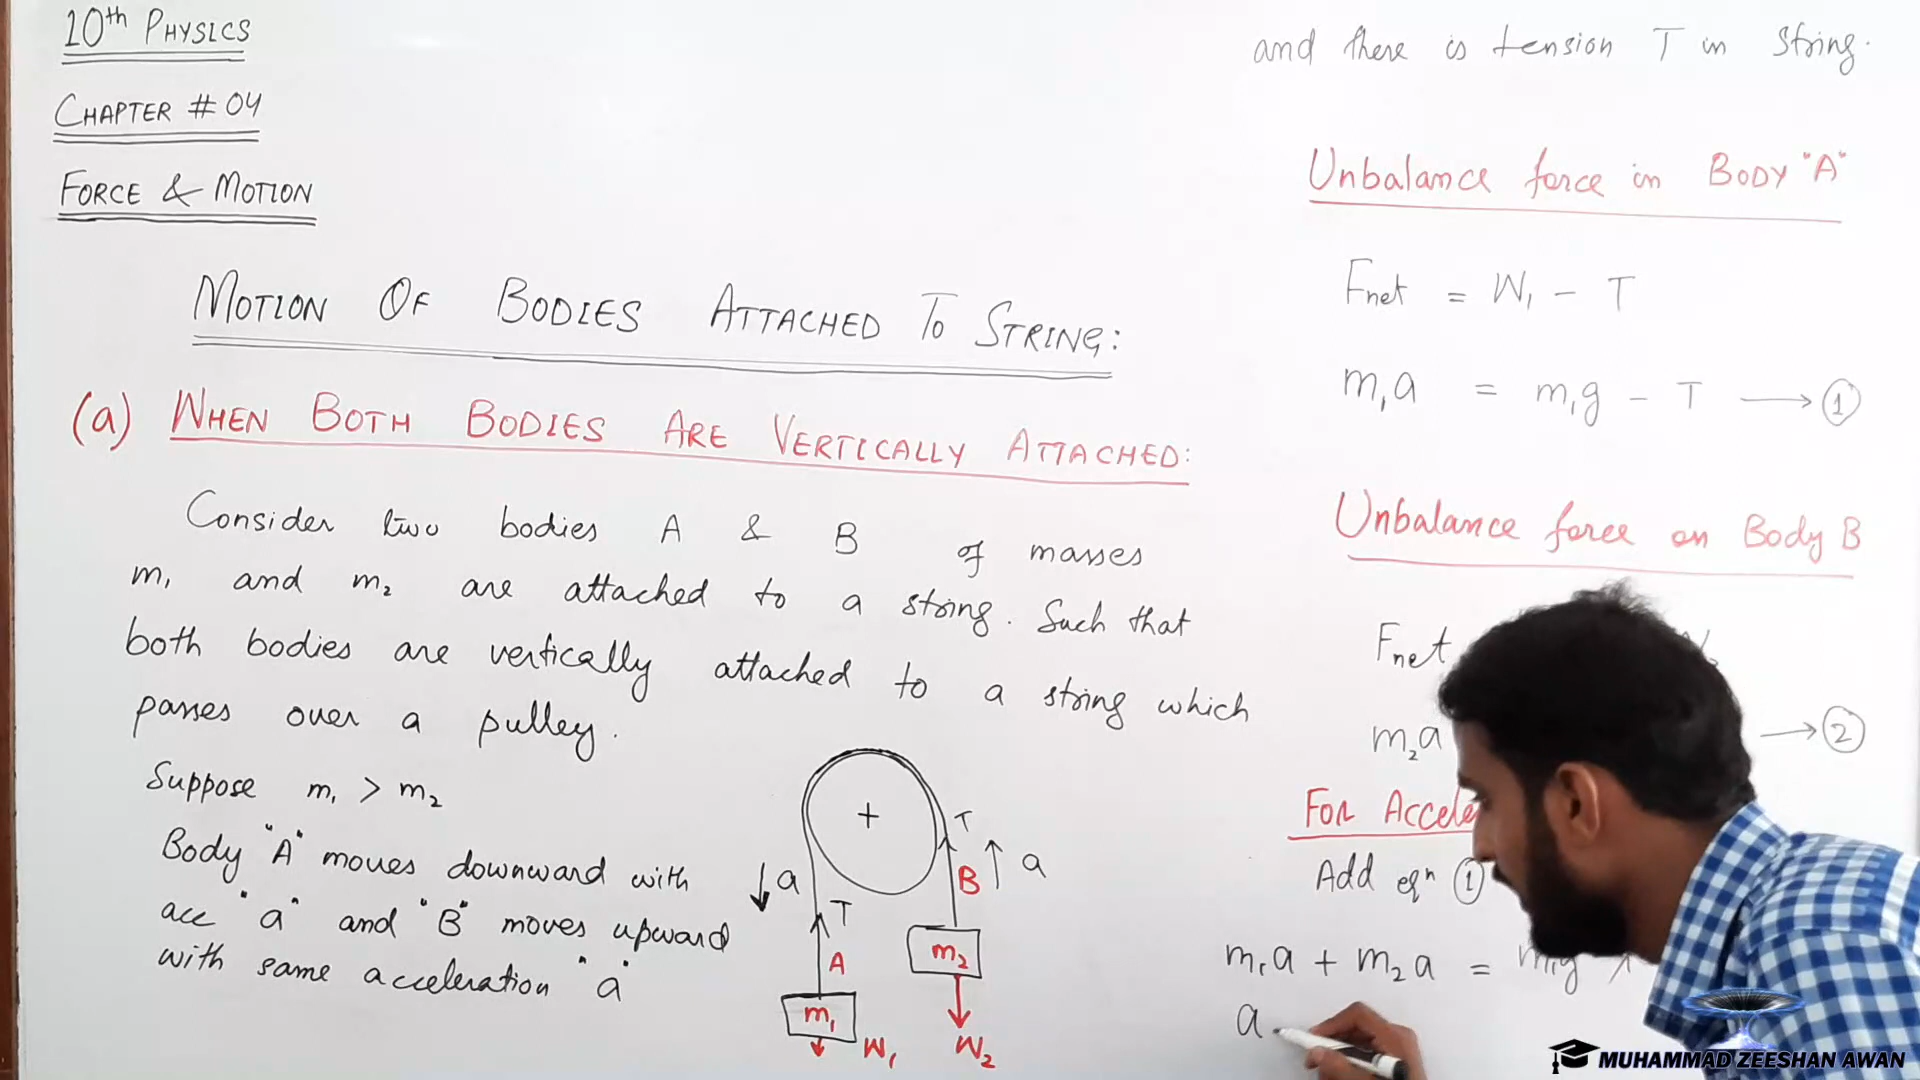 10th PHYSICS
CHAPTER # 04
FORCE & MOTION
MOTION OF BODIES ATTACHED TO STRING:
(a) WHEN BOTH BODIES ARE VERTICALLY ATTACHED:
Consider two bodies A & B of masses
m₁ and m₂ are attached to a string. Such that
both bodies are vertically attached to a string which
passes over a pulley.
Suppose m₁ > m₂
Body "A" moves downward with
acc "a" and "B" moves upward
with same acceleration "a"
+
T
a
B
a
T
A
m₂
m₁
W₁
W₂
and there is tension T in string.
Unbalance force in BODY "A"
Fnet = W₁ - T
m₁a = m₁g - T → 1
Unbalance force on Body B
Fnet
m₂a → 2
FOR
Add eqn 1
m₁a + m₂a = m₁g
a
MUHAMMAD ZEESHAN AWAN